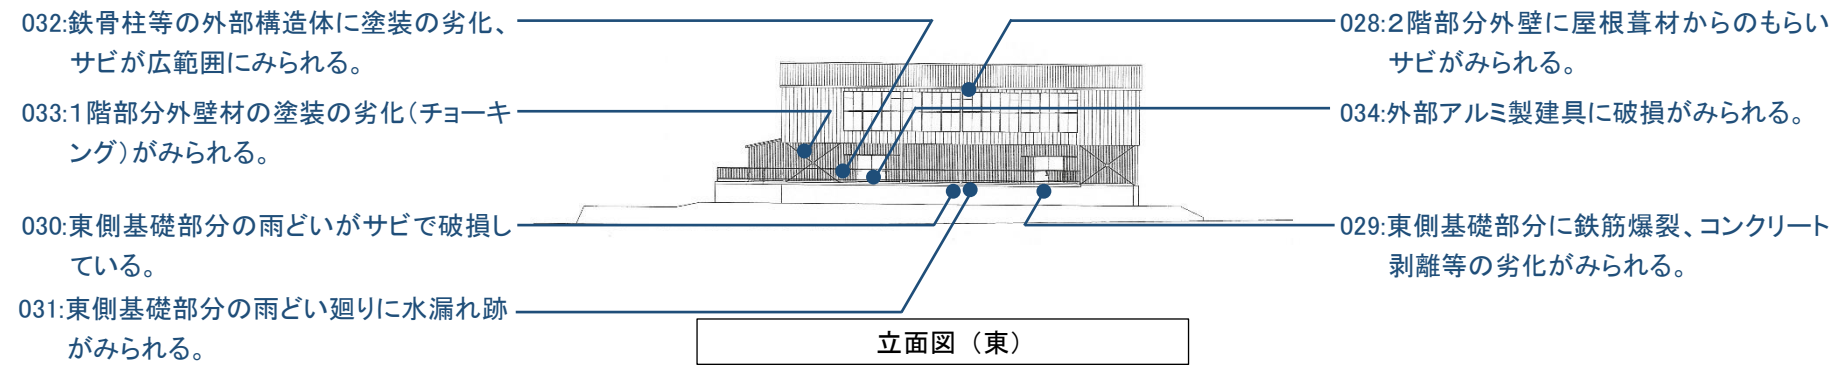 032:鉄骨柱等の外部構造体に塗装の劣化、
サビが広範囲にみられる。
033:1階部分外壁材の塗装の劣化（チョーキ
ング）がみられる。
030:東側基礎部分の雨どいがサビで破損し
ている。
031:東側基礎部分の雨どい廻りに水漏れ跡
がみられる。
028:2階部分外壁に屋根葺材からのもらい
サビがみられる。
034:外部アルミ製建具に破損がみられる。
029:東側基礎部分に鉄筋爆裂、コンクリート
剥離等の劣化がみられる。
立面図（東）